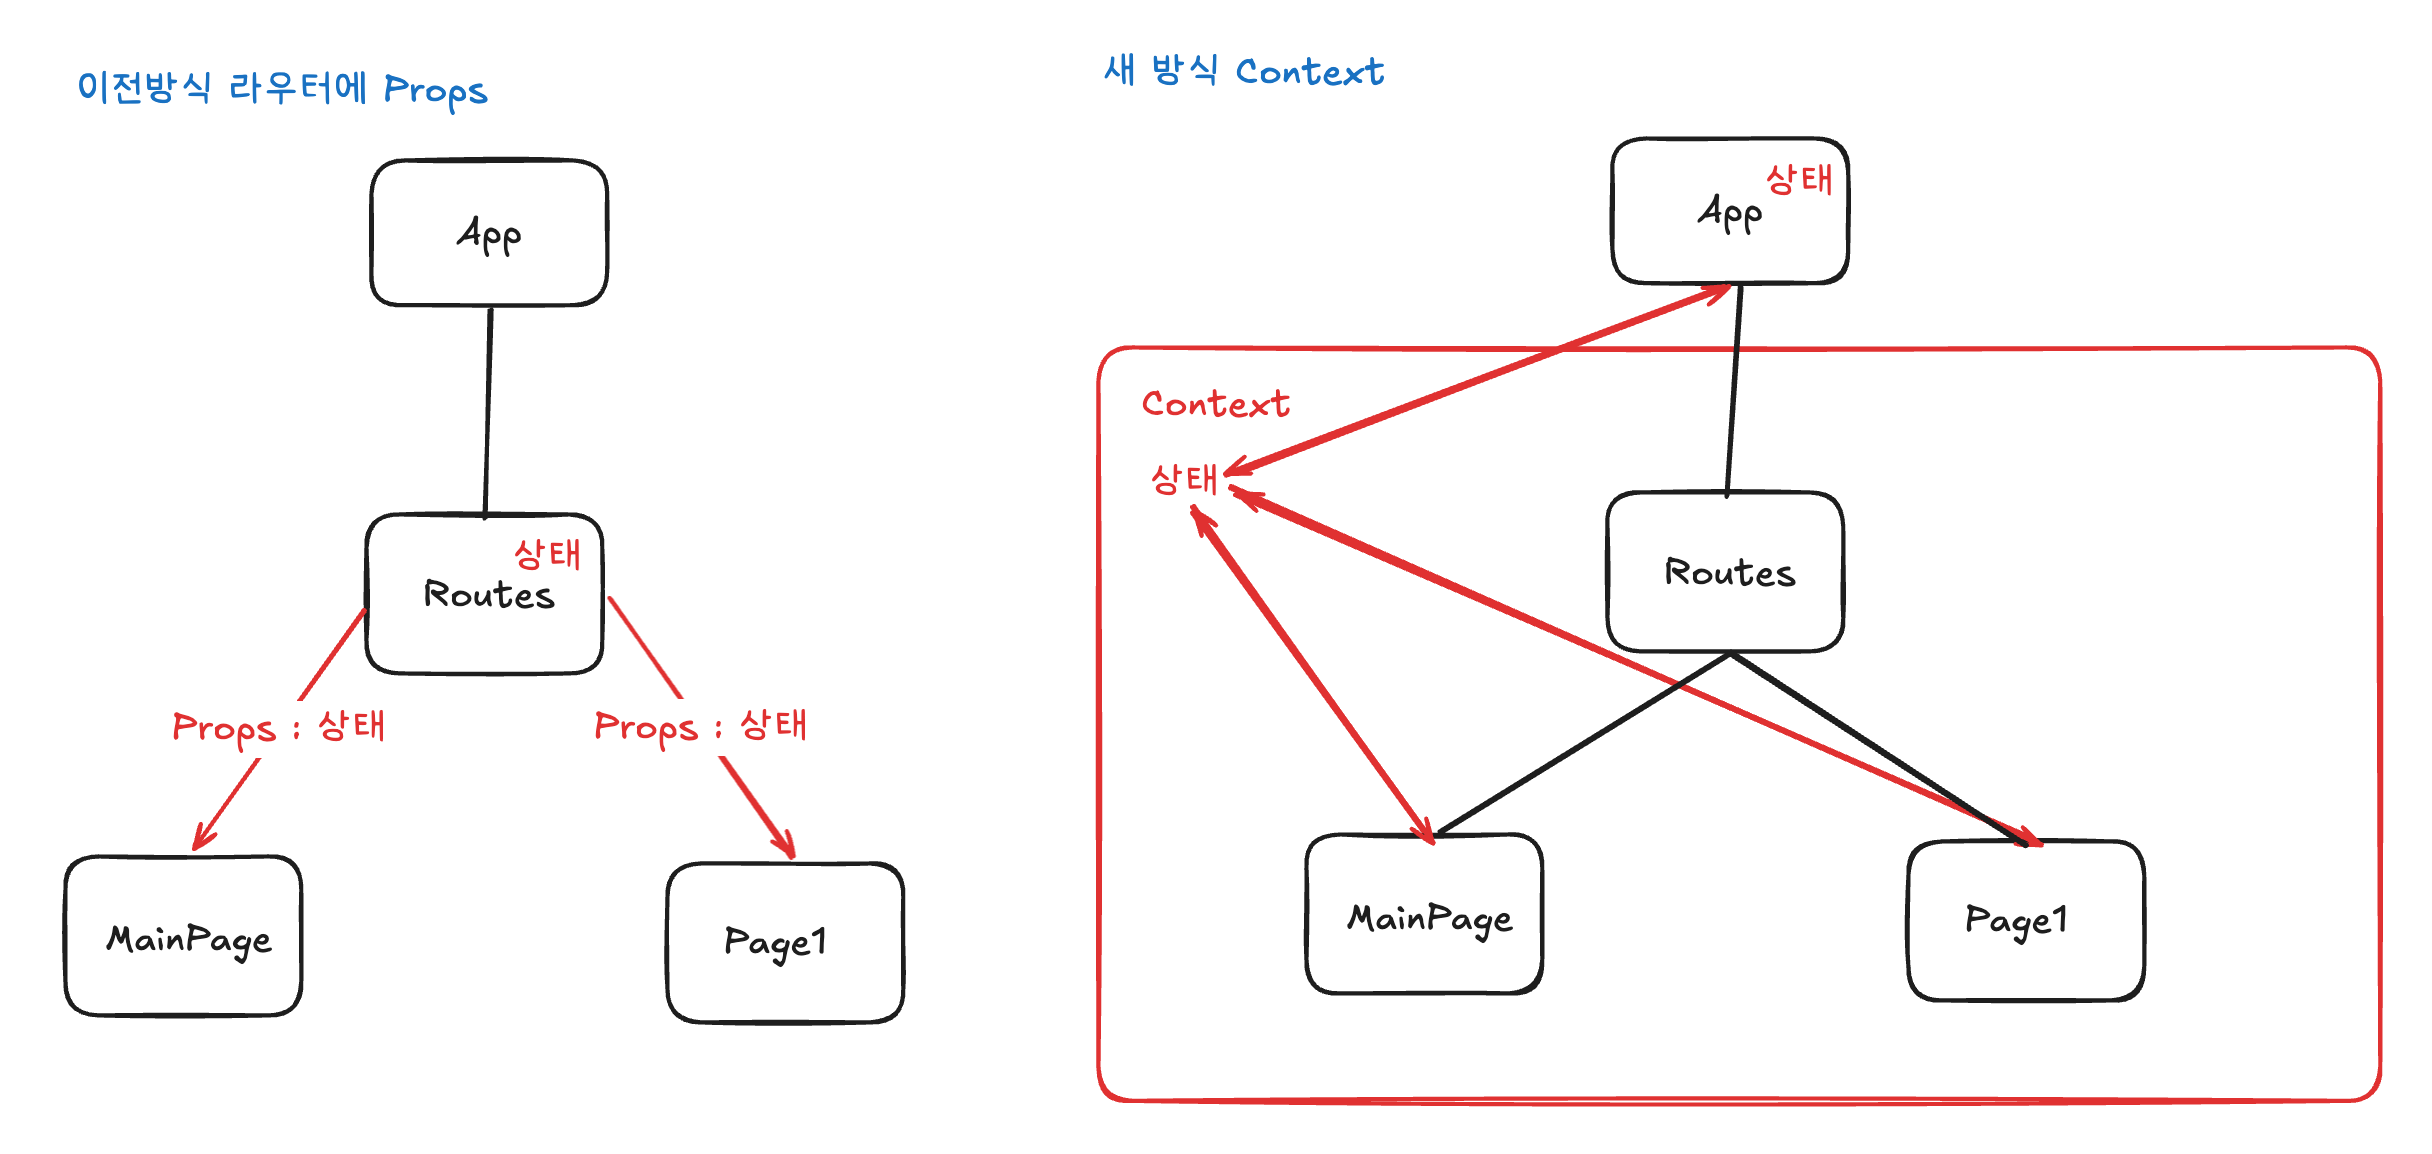 이전방식 라우터에 Props
App
상태
Routes
Props : 상태
Props : 상태
MainPage
Page1
새 방식 Context
상태
App
Context
상태
Routes
MainPage
Page1